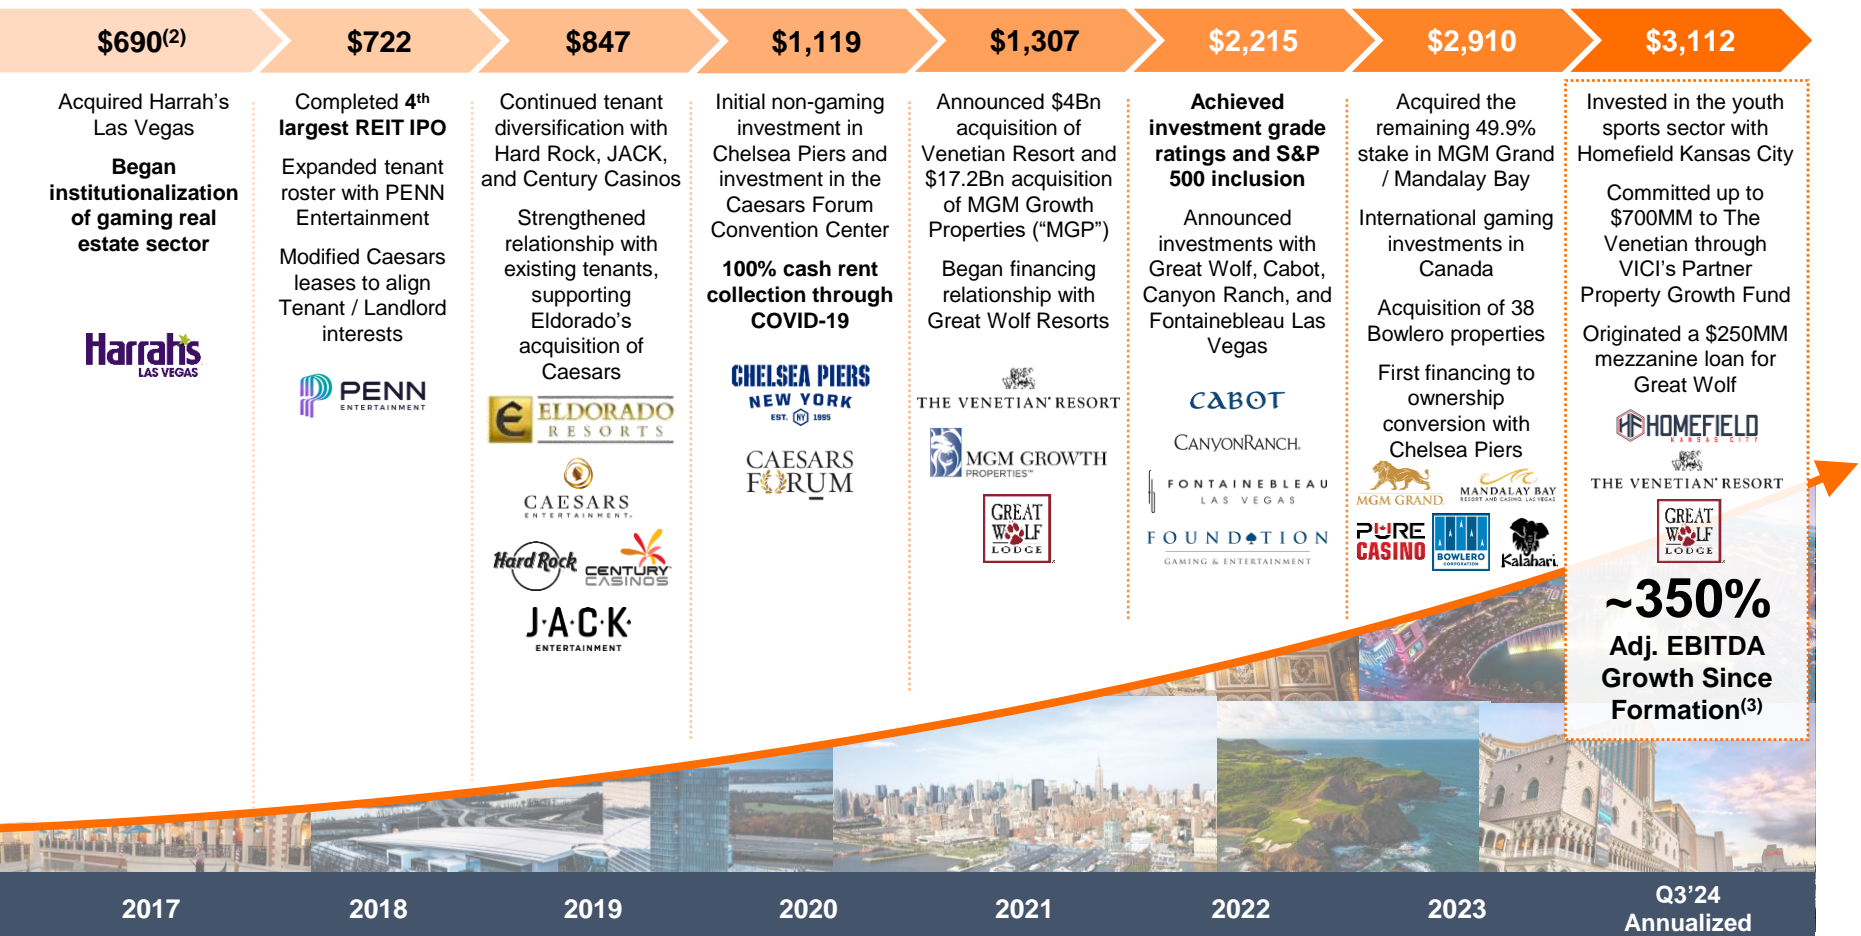 $690(2)
$722
$847
$1,119
$1,307
$2,215
$2,910
$3,112
Acquired Harrah's
Las Vegas
Began
institutionalization
of gaming real
estate sector
Harrah's
LAS VEGAS
Completed 4th
largest REIT IPO
Expanded tenant
roster with PENN
Entertainment
Modified Caesars
leases to align
Tenant / Landlord
interests
PENN
ENTERTAINMENT
Continued tenant
diversification with
Hard Rock, JACK,
and Century Casinos
Strengthened
relationship with
existing tenants,
supporting
Eldorado's
acquisition of
Caesars
ELDORADO
RESORTS
CAESARS
ENTERTAINMENT.
Hard Rock
CENTURY
CASINOS
J·A·C·K·
ENTERTAINMENT
Initial non-gaming
investment in
Chelsea Piers and
investment in the
Caesars Forum
Convention Center
100% cash rent
collection through
COVID-19
CHELSEA PIERS
NEW YORK
EST. NY 1995
CAESARS
FORUM
Announced $4Bn
acquisition of
Venetian Resort and
$17.2Bn acquisition
of MGM Growth
Properties (“MGP”)
Began financing
relationship with
Great Wolf Resorts
THE VENETIAN® RESORT
MGM GROWTH
PROPERTIES™
GREAT
WOLF
LODGE
Achieved
investment grade
ratings and S&P
500 inclusion
Announced
investments with
Great Wolf, Cabot,
Canyon Ranch, and
Fontainebleau Las
Vegas
CABOT
CANYONRANCH.
FONTAINEBLEAU
LAS VEGAS
FOUNDATION
GAMING & ENTERTAINMENT
Acquired the
remaining 49.9%
stake in MGM Grand
/ Mandalay Bay
International gaming
investments in
Canada
Acquisition of 38
Bowlero properties
First financing to
ownership
conversion with
Chelsea Piers
MGM GRAND
MANDALAY BAY
RESORT AND CASINO, LAS VEGAS
PURE
CASINO
BOWLERO
CORPORATION
Kalahari
Invested in the youth
sports sector with
Homefield Kansas City
Committed up to
$700MM to The
Venetian through
VICI's Partner
Property Growth Fund
Originated a $250MM
mezzanine loan for
Great Wolf
HF HOMEFIELD
KANSAS CITY
THE VENETIAN® RESORT
GREAT
WOLF
LODGE
~350%
Adj. EBITDA
Growth Since
Formation(3)
2017
2018
2019
2020
2021
2022
2023
Q3’24
Annualized